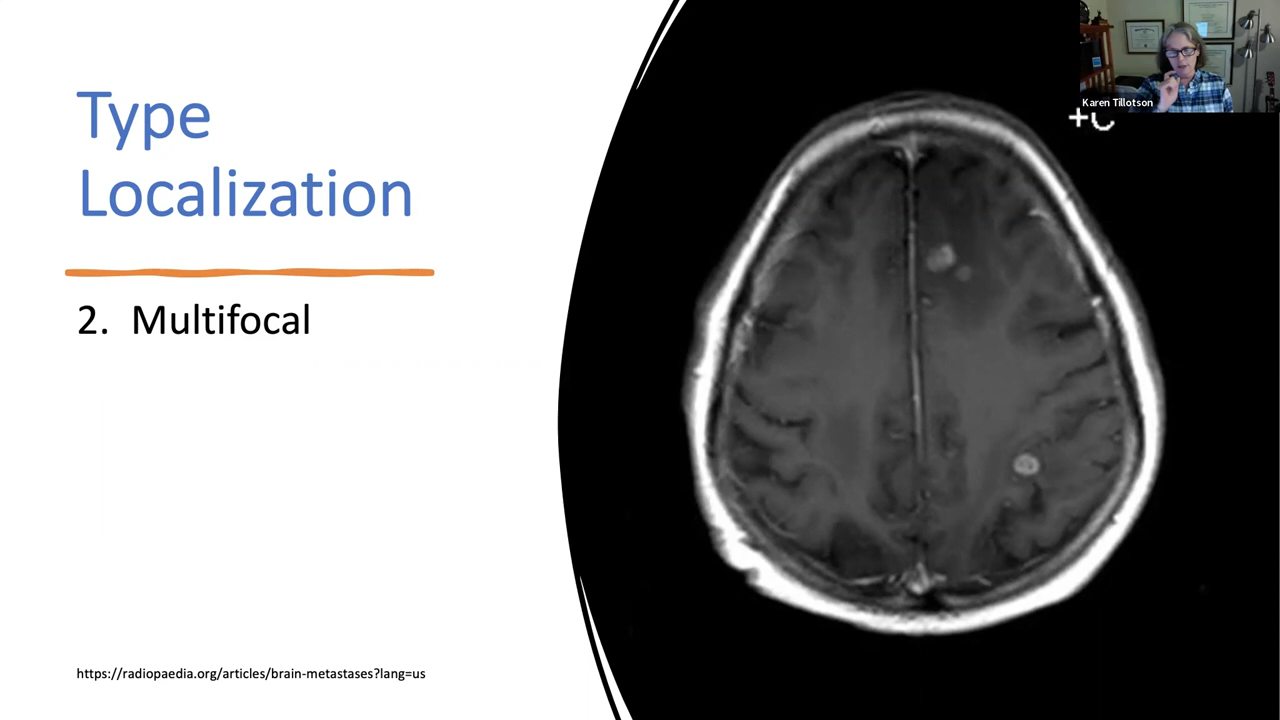 Type
Localization
2. Multifocal
https://radiopaedia.org/articles/brain-metastases?lang=us
Karen Tillotson
+C